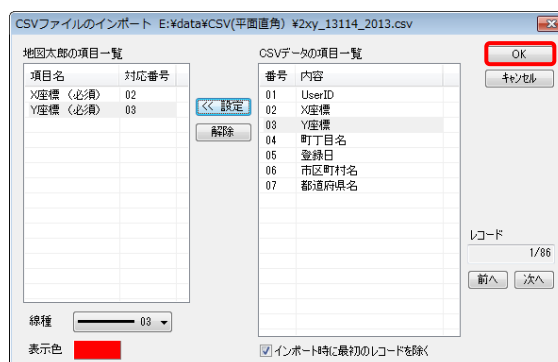 CSVファイルのインポート E:¥data¥CSV(平面直角)¥2xy_13114_2013.csv
地図太郎の項目一覧
項目名 対応番号
X座標（必須） 02
Y座標（必須） 03
<< 設定
解除
CSVデータの項目一覧
番号 内容
01 UserID
02 X座標
03 Y座標
04 町丁目名
05 登録日
06 市区町村名
07 都道府県名
OK
キャンセル
レコード
1/86
前へ 次へ
線種 03
表示色
インポート時に最初のレコードを除く